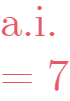 a.i.
= 7